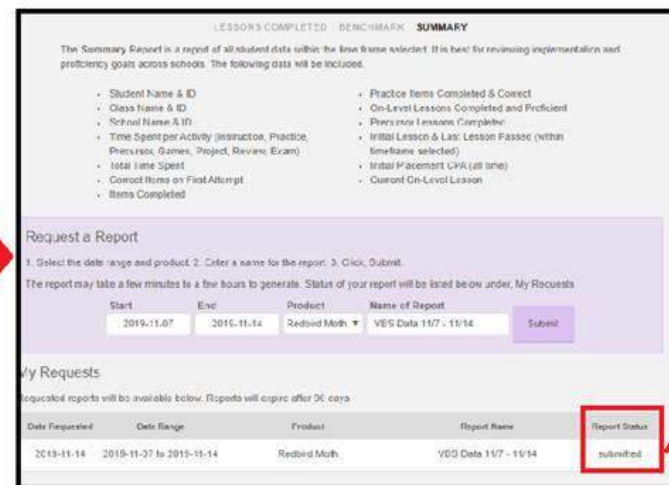 LESSONS COMPLETED BENCHMARK SUMMARY
The Summary Report is a report of all student data within the time frame selected. It is best for reviewing implementation and
proficiency goals across schools. The following data will be included.
• Student Name & ID
• Class Name & ID
• School Name & ID
• Time Spent per Activity (Instruction, Practice,
Precursor, Games, Project, Review, Exam)
• Total Time Spent
• Correct Items on First Attempt
• Items Completed
• Practice Items Completed & Correct
• On-Level Lessons Completed and Proficient
• Precursor Lessons Completed
• Initial Lesson & Last Lesson Passed (within
timeframe selected)
• Initial Placement GPA (all time)
• Current On-Level Lesson
Request a Report
1. Select the date range and product. 2. Enter a name for the report. 3. Click, Submit.
The report may take a few minutes to a few hours to generate. Status of your report will be listed below under, My Requests
Start End Product Name of Report
2019-11-07 2019-11-14 Redbird Math ▼ VBS Data 11/7 - 11/14 Submit
My Requests
Requested reports will be available below. Reports will expire after 90 days
Date Requested Date Range Product Report Name Report Status
2019-11-14 2019-11-07 to 2019-11-14 Redbird Math VBS Data 11/7 - 11/14 submitted